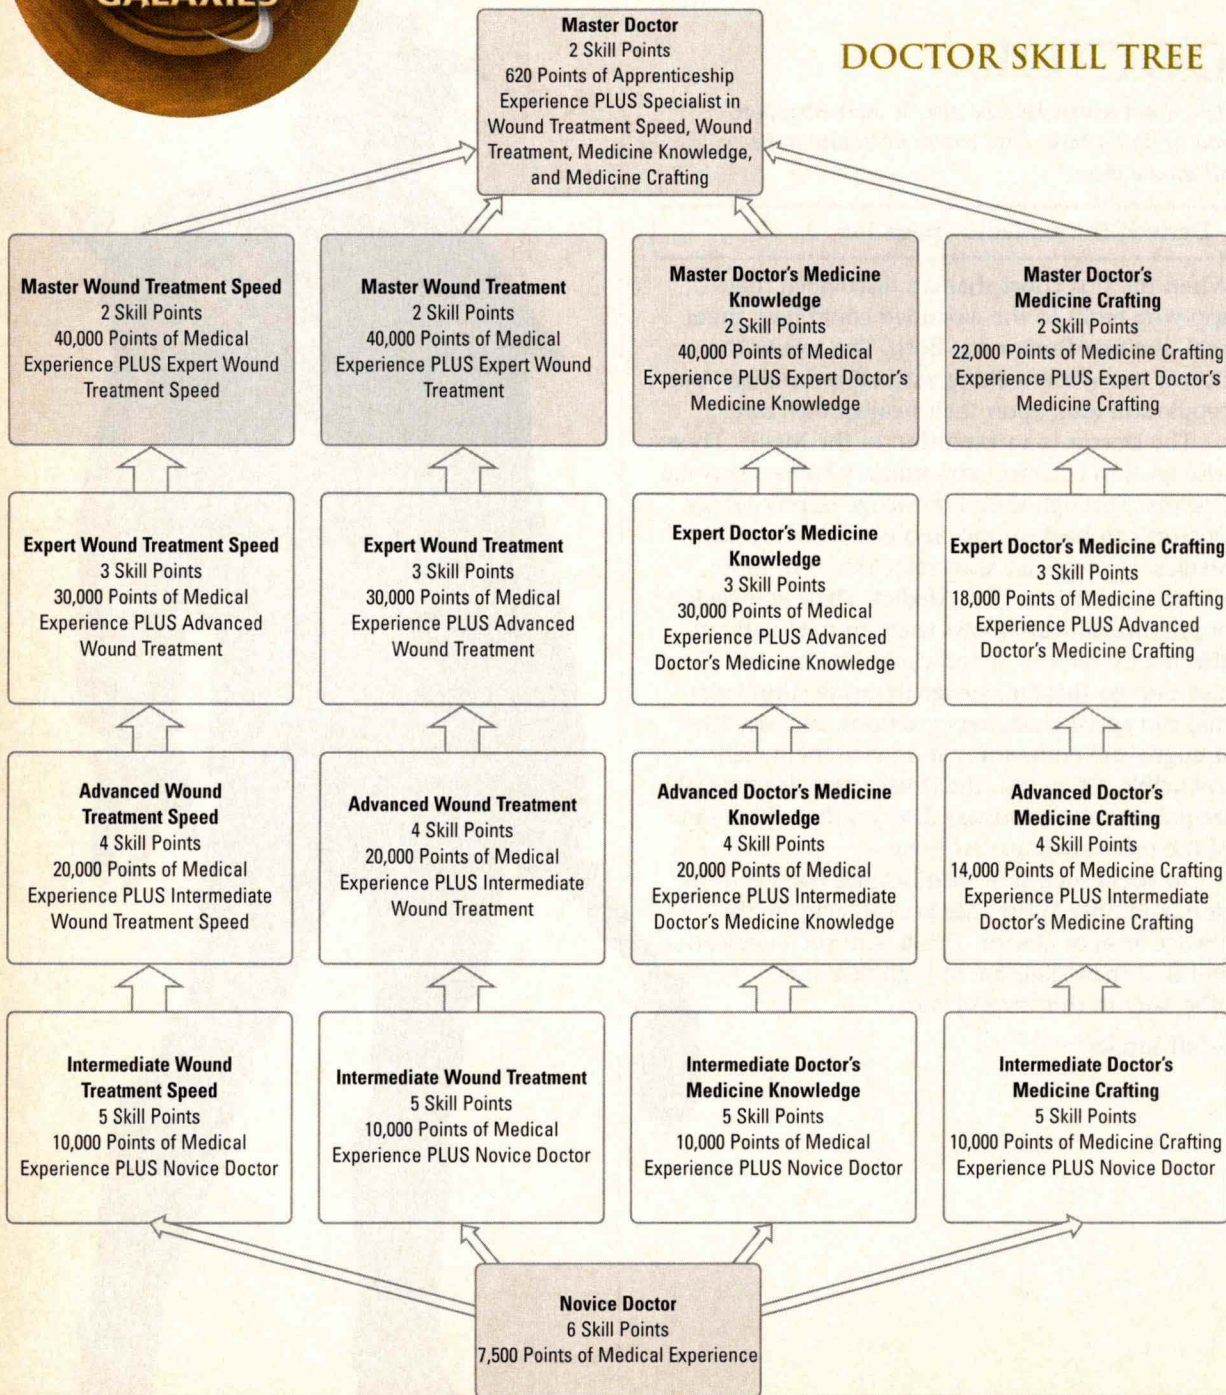 GALAXIES
DOCTOR SKILL TREE
Master Doctor
2 Skill Points
620 Points of Apprenticeship
Experience PLUS Specialist in
Wound Treatment Speed, Wound
Treatment, Medicine Knowledge,
and Medicine Crafting
Master Wound Treatment Speed
2 Skill Points
40,000 Points of Medical
Experience PLUS Expert Wound
Treatment Speed
Master Wound Treatment
2 Skill Points
40,000 Points of Medical
Experience PLUS Expert Wound
Treatment
Master Doctor's Medicine
Knowledge
2 Skill Points
40,000 Points of Medical
Experience PLUS Expert Doctor's
Medicine Knowledge
Master Doctor's
Medicine Crafting
2 Skill Points
22,000 Points of Medicine Crafting
Experience PLUS Expert Doctor's
Medicine Crafting
Expert Wound Treatment Speed
3 Skill Points
30,000 Points of Medical
Experience PLUS Advanced
Wound Treatment
Expert Wound Treatment
3 Skill Points
30,000 Points of Medical
Experience PLUS Advanced
Wound Treatment
Expert Doctor's Medicine
Knowledge
3 Skill Points
30,000 Points of Medical
Experience PLUS Advanced
Doctor's Medicine Knowledge
Expert Doctor's Medicine Crafting
3 Skill Points
18,000 Points of Medicine Crafting
Experience PLUS Advanced
Doctor's Medicine Crafting
Advanced Wound
Treatment Speed
4 Skill Points
20,000 Points of Medical
Experience PLUS Intermediate
Wound Treatment Speed
Advanced Wound Treatment
4 Skill Points
20,000 Points of Medical
Experience PLUS Intermediate
Wound Treatment
Advanced Doctor's Medicine
Knowledge
4 Skill Points
20,000 Points of Medical
Experience PLUS Intermediate
Doctor's Medicine Knowledge
Advanced Doctor's
Medicine Crafting
4 Skill Points
14,000 Points of Medicine Crafting
Experience PLUS Intermediate
Doctor's Medicine Crafting
Intermediate Wound
Treatment Speed
5 Skill Points
10,000 Points of Medical
Experience PLUS Novice Doctor
Intermediate Wound Treatment
5 Skill Points
10,000 Points of Medical
Experience PLUS Novice Doctor
Intermediate Doctor's
Medicine Knowledge
5 Skill Points
10,000 Points of Medical
Experience PLUS Novice Doctor
Intermediate Doctor's
Medicine Crafting
5 Skill Points
10,000 Points of Medicine Crafting
Experience PLUS Novice Doctor
Novice Doctor
6 Skill Points
7,500 Points of Medical Experience